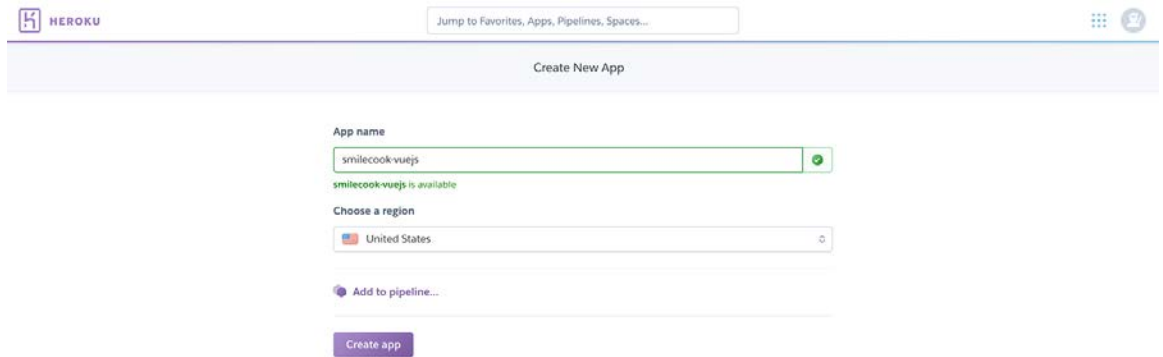 HEROKU
Jump to Favorites, Apps, Pipelines, Spaces...
Create New App
App name
smilecook-vuejs
smilecook-vuejs is available
Choose a region
United States
Add to pipeline...
Create app